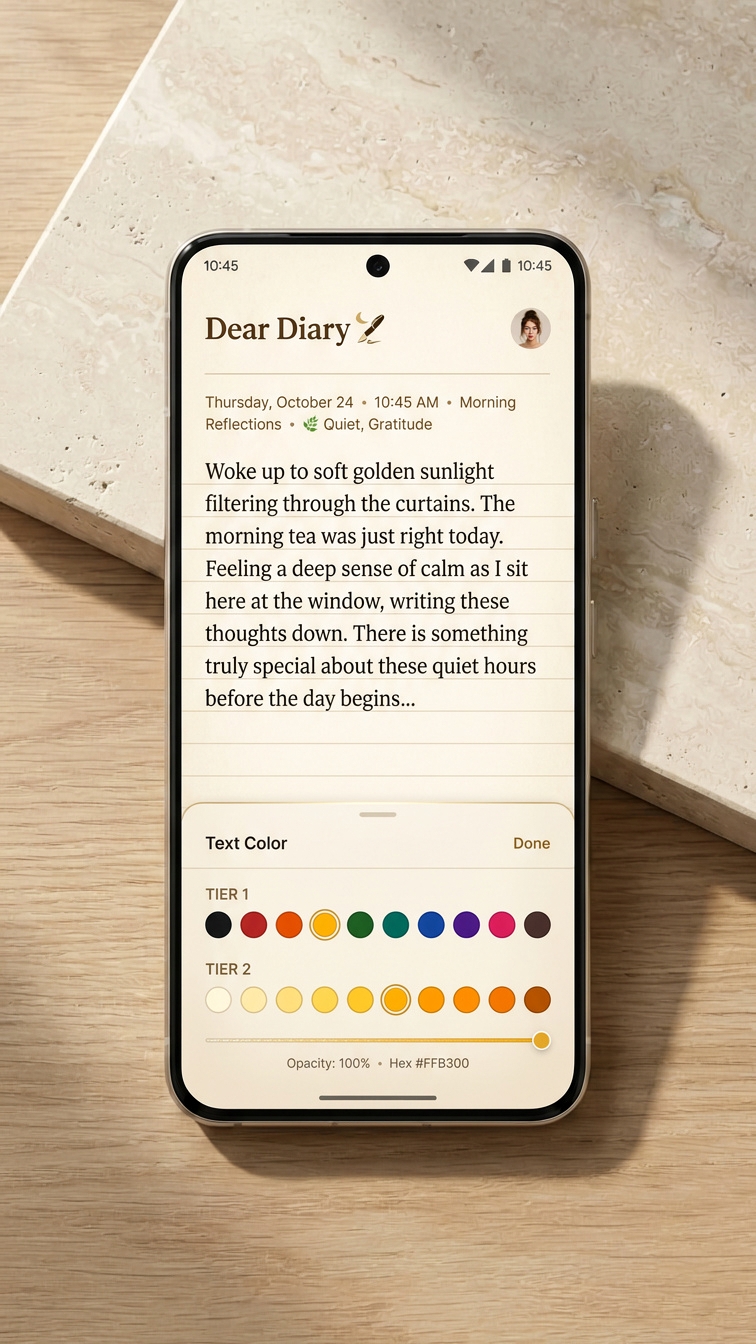 10:45
10:45
Dear Diary
Thursday, October 24 • 10:45 AM • Morning
Reflections • 🌿 Quiet, Gratitude
Woke up to soft golden sunlight
filtering through the curtains. The
morning tea was just right today.
Feeling a deep sense of calm as I sit
here at the window, writing these
thoughts down. There is something
truly special about these quiet hours
before the day begins...
Text Color
Done
TIER 1
TIER 2
Opacity: 100% • Hex #FFB300